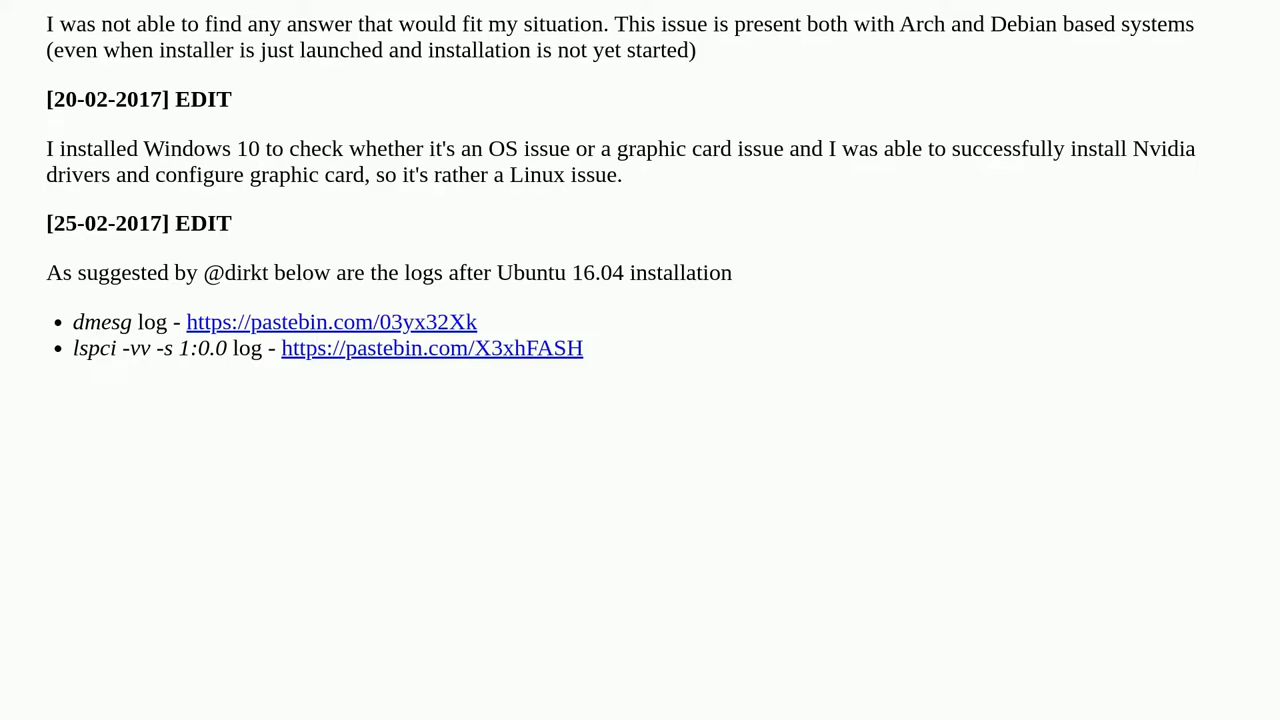 I was not able to find any answer that would fit my situation. This issue is present both with Arch and Debian based systems
(even when installer is just launched and installation is not yet started)
[20-02-2017] EDIT
I installed Windows 10 to check whether it's an OS issue or a graphic card issue and I was able to successfully install Nvidia
drivers and configure graphic card, so it's rather a Linux issue.
[25-02-2017] EDIT
As suggested by @dirkt below are the logs after Ubuntu 16.04 installation
• dmesg log - https://pastebin.com/03yx32Xk
• lspci -vv -s 1:0.0 log - https://pastebin.com/X3xhFASH